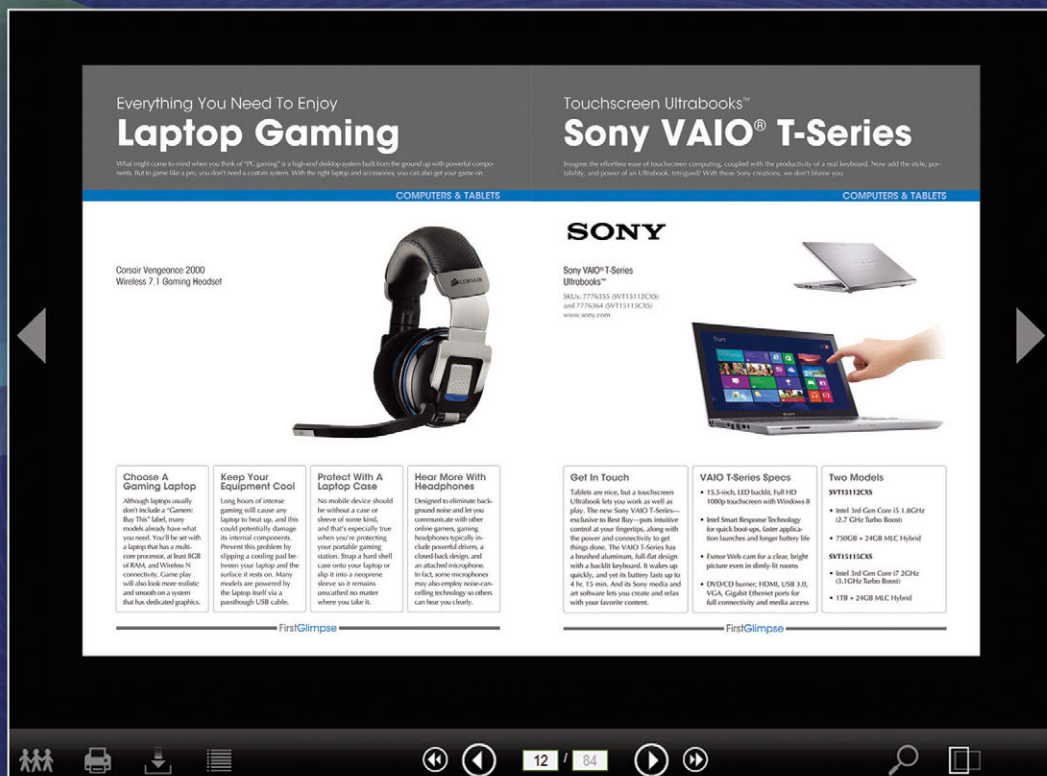 Everything You Need To Enjoy
Laptop Gaming
What might come to mind when you think of "PC gaming" is a high-end desktop system built from the ground up with powerful compo-
nents. But to game like a pro, you don't need a custom system. With the right laptop and accessories, you can also get your game on.
COMPUTERS & TABLETS
Corsair Vengeance 2000
Wireless 7.1 Gaming Headset
CORSAIR
Choose A
Gaming Laptop
Although laptops usually
don't include a "Gamers:
Buy This" label, many
models already have what
you need. You'll be set with
a laptop that has a multi-
core processor, at least 8GB
of RAM, and Wireless N
connectivity. Game play
will also look more realistic
and smooth on a system
that has dedicated graphics.
Keep Your
Equipment Cool
Long hours of intense
gaming will cause any
laptop to heat up, and this
could potentially damage
its internal components.
Prevent this problem by
slipping a cooling pad be-
tween your laptop and the
surface it rests on. Many
models are powered by
the laptop itself via a
passthough USB cable.
Protect With A
Laptop Case
No mobile device should
be without a case or
sleeve of some kind,
and that's especially true
when you're protecting
your portable gaming
station. Strap a hard shell
case onto your laptop or
slip it into a neoprene
sleeve so it remains
unscathed no matter
where you take it.
Hear More With
Headphones
Designed to eliminate back-
ground noise and let you
communicate with other
online gamers, gaming
headphones typically in-
clude powerful drivers, a
closed back design, and
an attached microphone.
In fact, some microphones
may also employ noise-can-
celling technology so others
can hear you clearly.
FirstGlimpse
Touchscreen Ultrabooks™
Sony VAIO® T-Series
Imagine the effortless ease of touchscreen computing, coupled with the productivity of a real keyboard. Now add the style, por-
tability, and power of an Ultrabook. Intrigued? With these Sony creations, we don't blame you.
COMPUTERS & TABLETS
SONY
Sony VAIO® T-Series
Ultrabooks™
SKUs: 7776355 (SVT15112CXS)
and 7776364 (SVT15115CXS)
www.sony.com
Start
Get In Touch
Tablets are nice, but a touchscreen
Ultrabook lets you work as well as
play. The new Sony VAIO T-Series—
exclusive to Best Buy—puts intuitive
control at your fingertips, along with
the power and connectivity to get
things done. The VAIO T-Series has
a brushed aluminum, full-flat design
with a backlit keyboard. It wakes up
quickly, and yet its battery lasts up to
4 hr. 15 min. And its Sony media and
art software lets you create and relax
with your favorite content.
VAIO T-Series Specs
• 15.5-inch, LED backlit, Full HD
1080p touchscreen with Windows 8
• Intel Smart Response Technology
for quick boot-ups, faster applica-
tion launches and longer battery life
• Exmor Web cam for a clear, bright
picture even in dimly-lit rooms
• DVD/CD burner; HDMI, USB 3.0,
VGA, Gigabit Ethernet ports for
full connectivity and media access
Two Models
SVT15112CXS
• Intel 3rd Gen Core i5 1.8GHz
(2.7 GHz Turbo Boost)
• 750GB + 24GB MLC Hybrid
SVT15115CXS
• Intel 3rd Gen Core i7 2GHz
(3.1GHz Turbo Boost)
• 1TB + 24GB MLC Hybrid
FirstGlimpse
12 / 84